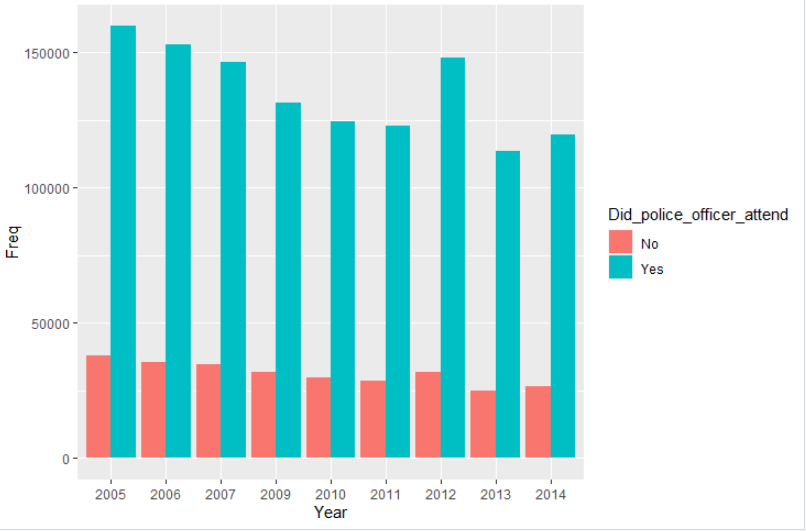 150000
100000
50000
0
Freq
2005 2006 2007 2009 2010 2011 2012 2013 2014
Year
Did_police_officer_attend
No
Yes